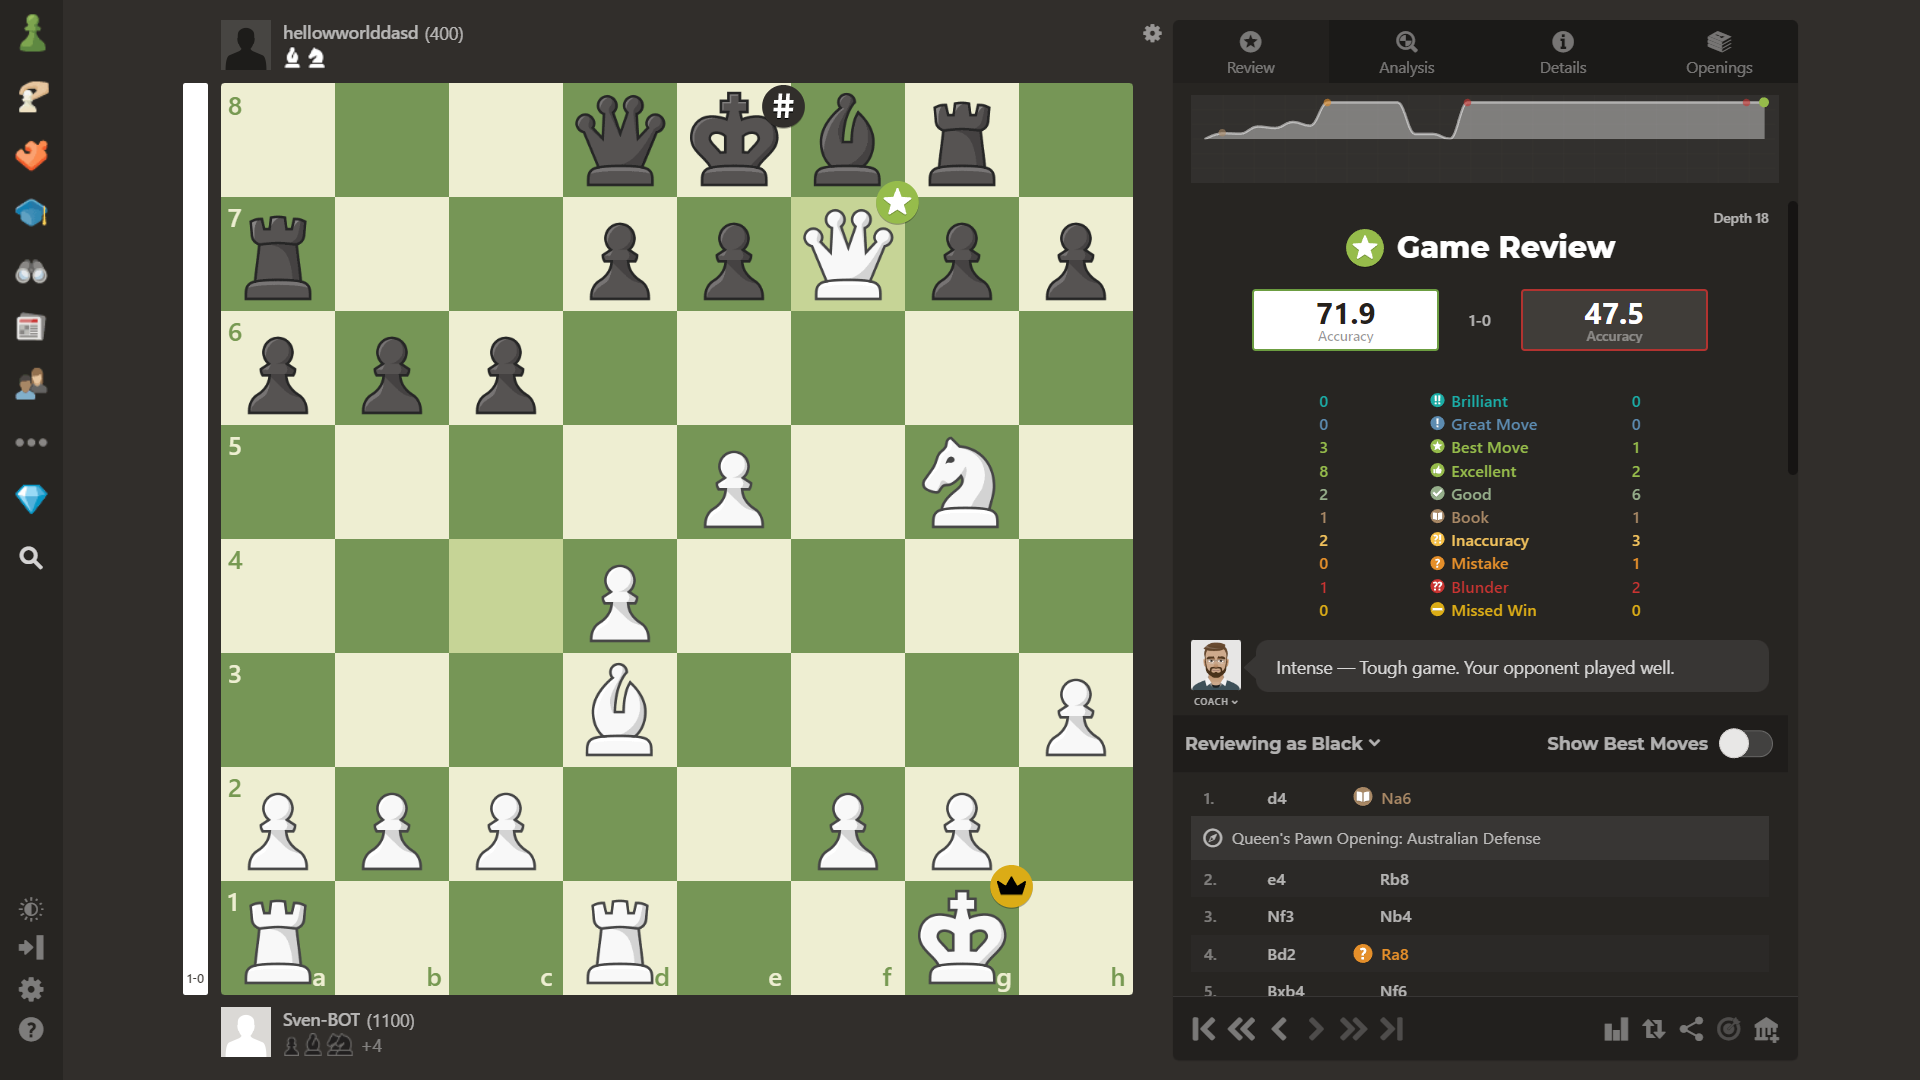 hellowworlddasd (400)
8
#
7
6
5
4
3
2
1
a
b
c
d
e
f
g
h
1-0
Sven-BOT (1100)
+4
Review
Analysis
Details
Openings
Depth 18
Game Review
71.9
Accuracy
1-0
47.5
Accuracy
0 !! Brilliant 0
0 ! Great Move 0
3 Best Move 1
8 Excellent 2
2 Good 6
1 Book 1
2 ?! Inaccuracy 3
0 ? Mistake 1
1 ?? Blunder 2
0 Missed Win 0
Intense — Tough game. Your opponent played well.
COACH
Reviewing as Black
Show Best Moves
1. d4 Na6
Queen's Pawn Opening: Australian Defense
2. e4 Rb8
3. Nf3 Nb4
4. Bd2 ? Ra8
5. Bxb4 Nf6